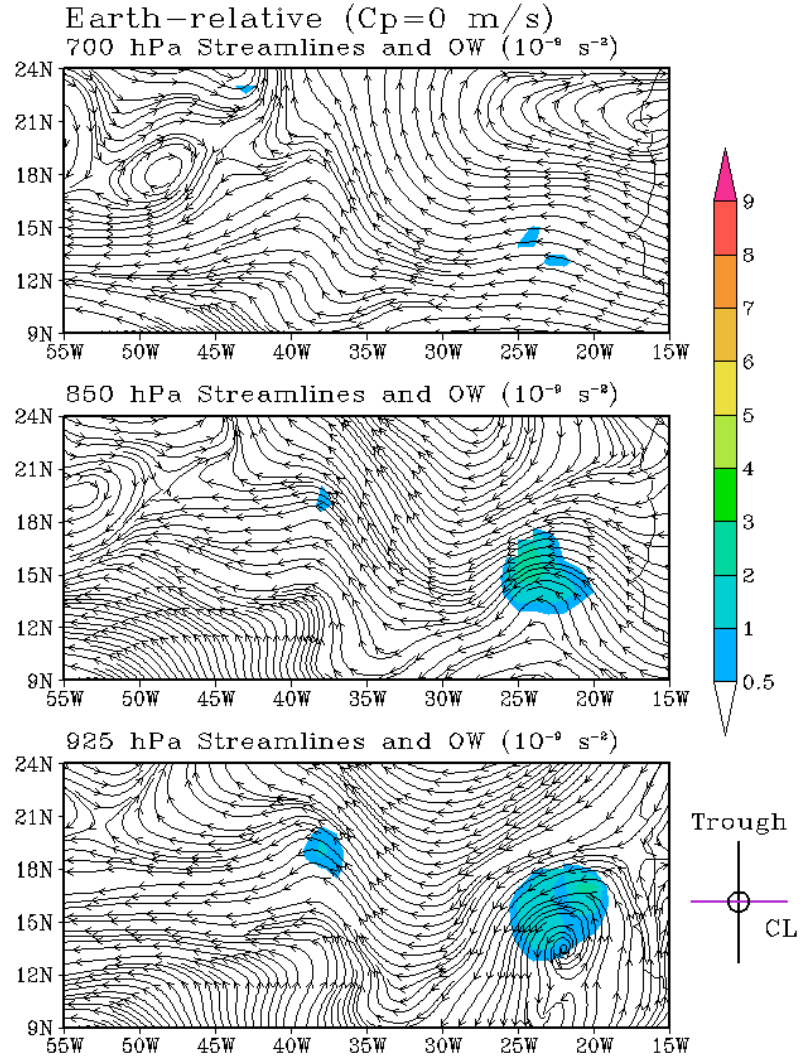 Earth-relative (Cp=0 m/s)
700 hPa Streamlines and OW (10⁻⁹ s⁻²)
24N
21N
18N
15N
12N
9N
55W 50W 45W 40W 35W 30W 25W 20W 15W
850 hPa Streamlines and OW (10⁻⁹ s⁻²)
24N
21N
18N
15N
12N
9N
55W 50W 45W 40W 35W 30W 25W 20W 15W
925 hPa Streamlines and OW (10⁻⁹ s⁻²)
24N
21N
18N
15N
12N
9N
55W 50W 45W 40W 35W 30W 25W 20W 15W
9
8
7
6
5
4
3
2
1
0.5
Trough
CL